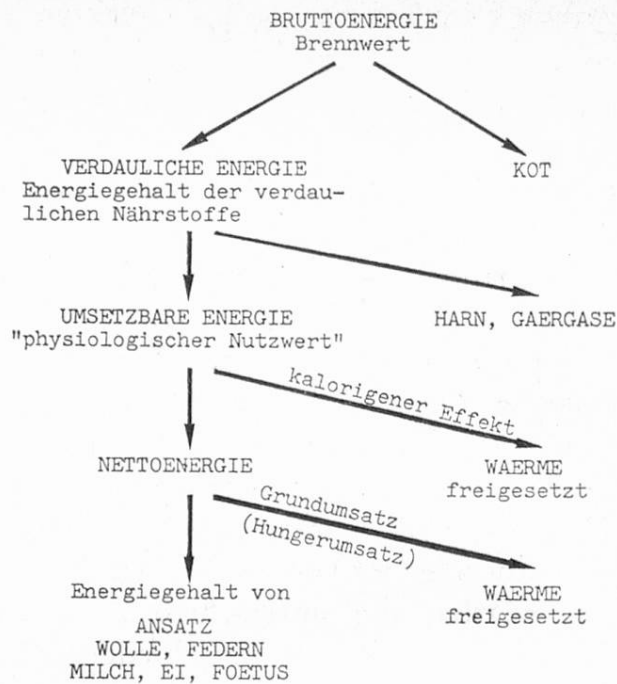 BRUTTOENERGIE
Brennwert
VERDAULICHE ENERGIE
Energiegehalt der verdau-
lichen Nährstoffe
KOT
UMSETZBARE ENERGIE
"physiologischer Nutzwert"
HARN, GAERGASE
kalorigener Effekt
NETTOENERGIE
WAERME
freigesetzt
Grundumsatz
(Hungerumsatz)
Energiegehalt von
ANSATZ
WOLLE, FEDERN
MILCH, EI, FOETUS
WAERME
freigesetzt